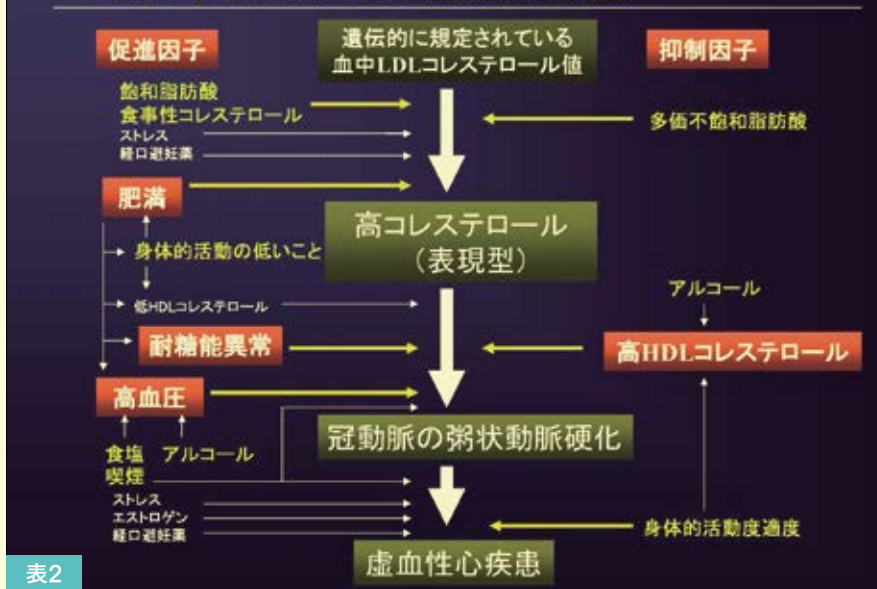 促進因子
遺伝的に規定されている
血中LDLコレステロール値
抑制因子
飽和脂肪酸
食事性コレステロール
ストレス
経口避妊薬
多価不飽和脂肪酸
肥満
高コレステロール
（表現型）
身体的活動の低いこと
低HDLコレステロール
アルコール
耐糖能異常
高HDLコレステロール
高血圧
冠動脈の粥状動脈硬化
食塩 アルコール
喫煙
ストレス
エストロゲン
経口避妊薬
身体的活動度適度
虚血性心疾患
表2